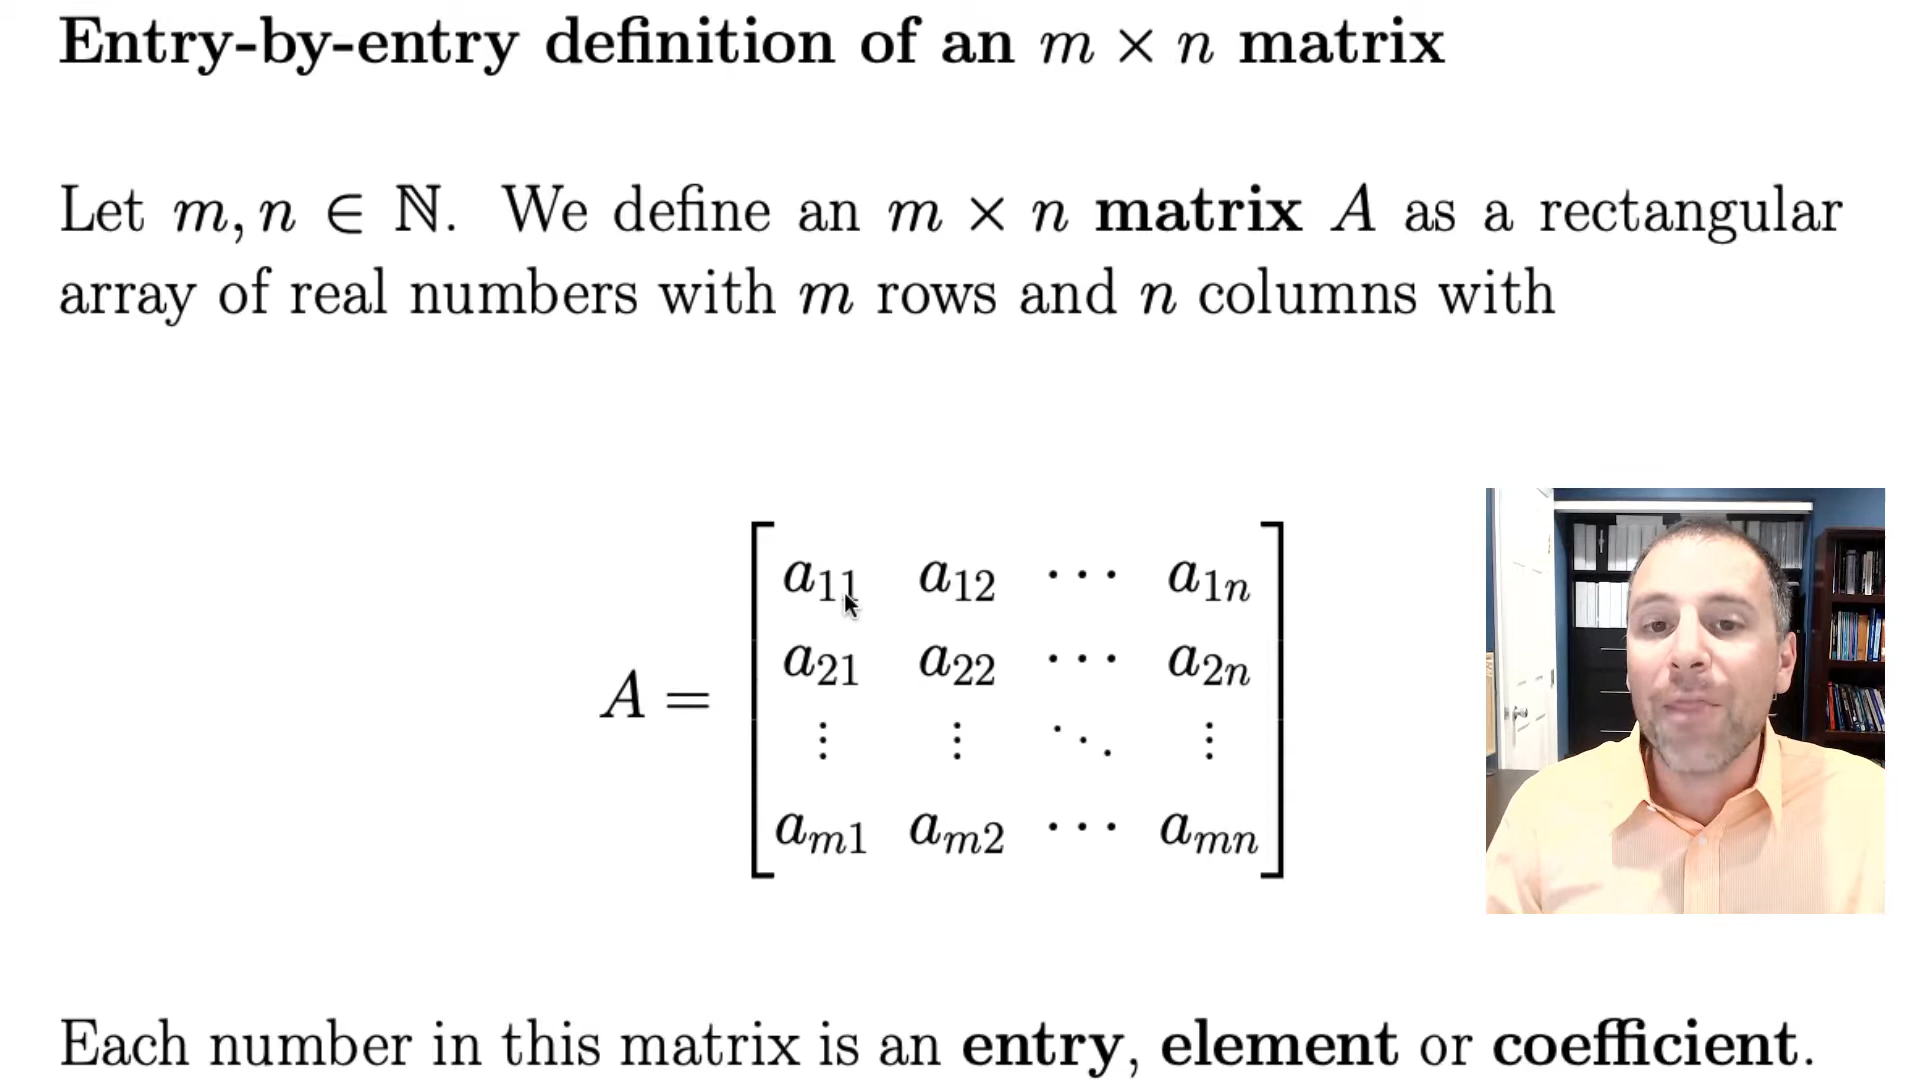 Entry-by-entry definition of an m × n matrix
Let m, n ∈ ℕ. We define an m × n matrix A as a rectangular
array of real numbers with m rows and n columns with
A = [
a₁₁ a₁₂ ⋯ a₁ₙ
a₂₁ a₂₂ ⋯ a₂ₙ
⋮ ⋮ ⋱ ⋮
aₘ₁ aₘ₂ ⋯ aₘₙ
]
Each number in this matrix is an entry, element or coefficient.